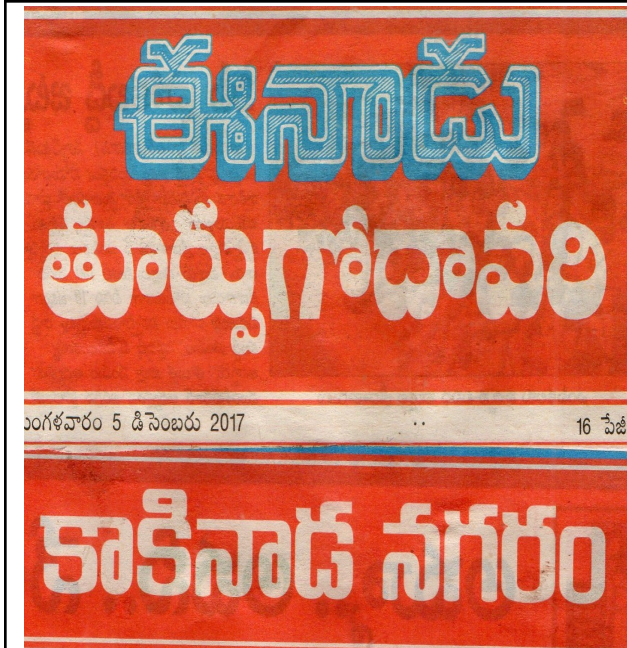 ఈనాడు
తూర్పుగోదావరి
మంగళవారం 5 డిసెంబరు 2017 16 పేజీ
కాకినాడ నగరం